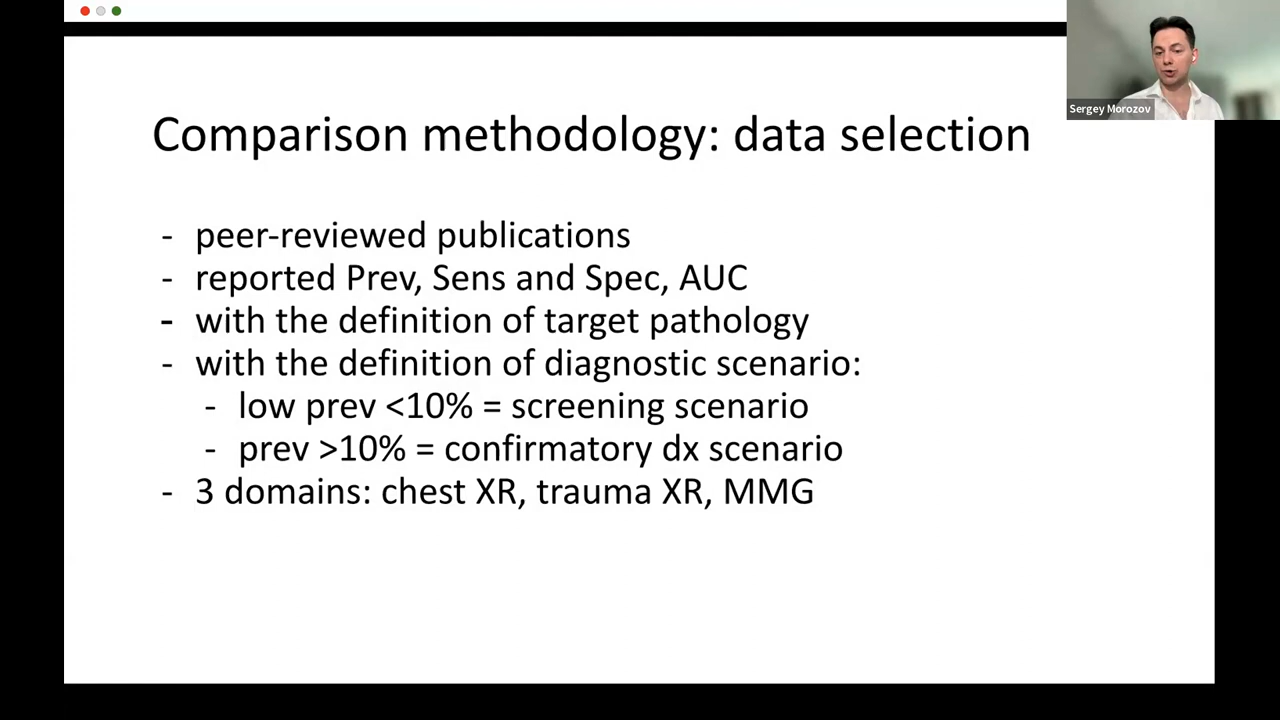 Sergey Morozov
Comparison methodology: data selection
- peer-reviewed publications
- reported Prev, Sens and Spec, AUC
- with the definition of target pathology
- with the definition of diagnostic scenario:
- low prev <10% = screening scenario
- prev >10% = confirmatory dx scenario
- 3 domains: chest XR, trauma XR, MMG